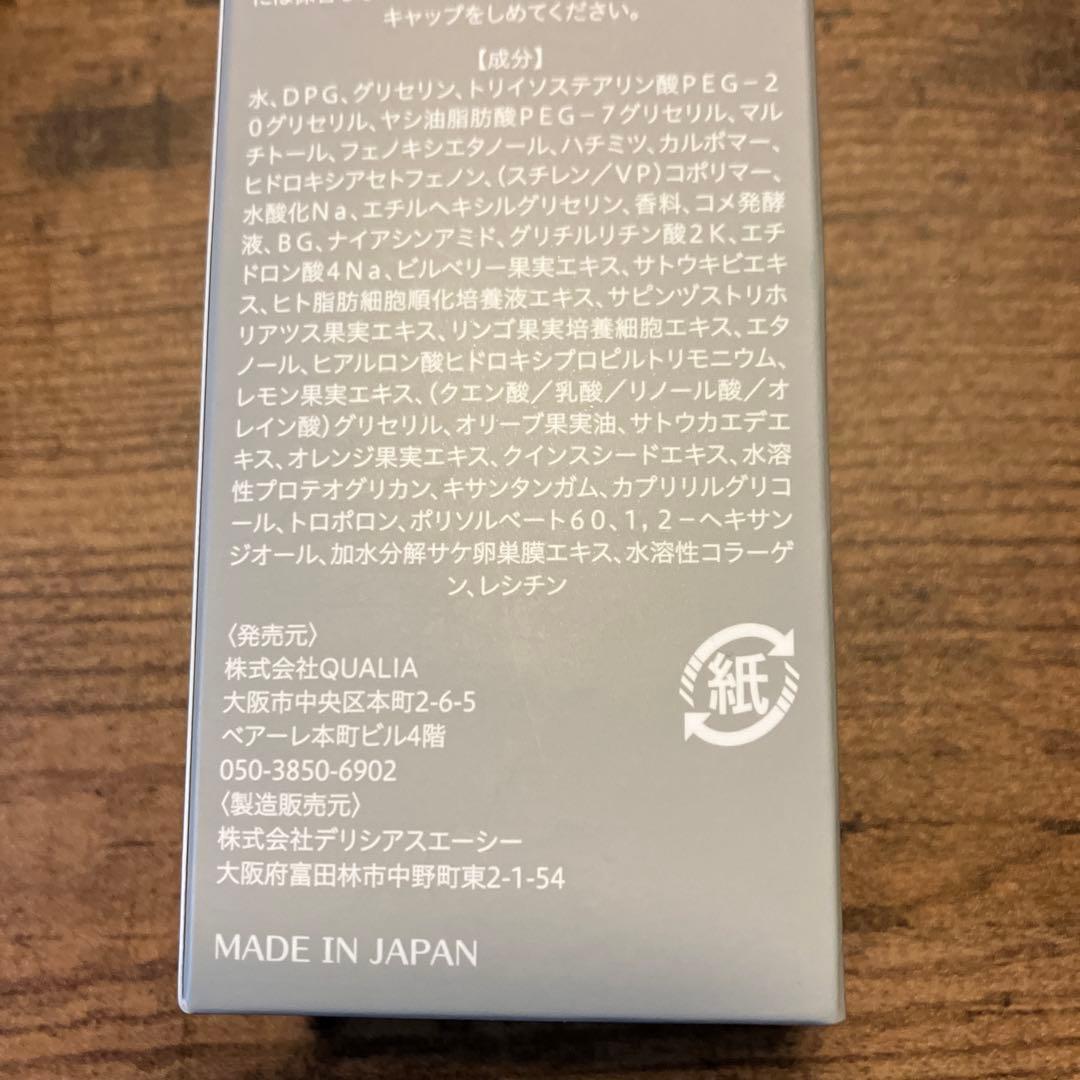 キャップをしめてください。
【成分】
水、DPG、グリセリン、トリイソステアリン酸PEG-2
0グリセリル、ヤシ油脂肪酸PEG-7グリセリル、マル
チトール、フェノキシエタノール、ハチミツ、カルボマー、
ヒドロキシアセトフェノン、(スチレン/VP)コポリマー、
水酸化Na、エチルヘキシルグリセリン、香料、コメ発酵
液、BG、ナイアシンアミド、グリチルリチン酸2K、エチ
ドロン酸4Na、ビルベリー果実エキス、サトウキビエキ
ス、ヒト脂肪細胞順化培養液エキス、サピンヅストリホ
リアツス果実エキス、リンゴ果実培養細胞エキス、エタ
ノール、ヒアルロン酸ヒドロキシプロピルトリモニウム、
レモン果実エキス、(クエン酸/乳酸/リノール酸/オ
レイン酸)グリセリル、オリーブ果実油、サトウカエデエ
キス、オレンジ果実エキス、クインスシードエキス、水溶
性プロテオグリカン、キサンタンガム、カプリリルグリコ
ール、トロポロン、ポリソルベート60、1,2-ヘキサン
ジオール、加水分解サケ卵巣膜エキス、水溶性コラーゲ
ン、レシチン
〈発売元〉
株式会社QUALIA
大阪市中央区本町2-6-5
ベアーレ本町ビル4階
050-3850-6902
〈製造販売元〉
株式会社デリシアスエーシー
大阪府富田林市中野町東2-1-54
紙
MADE IN JAPAN